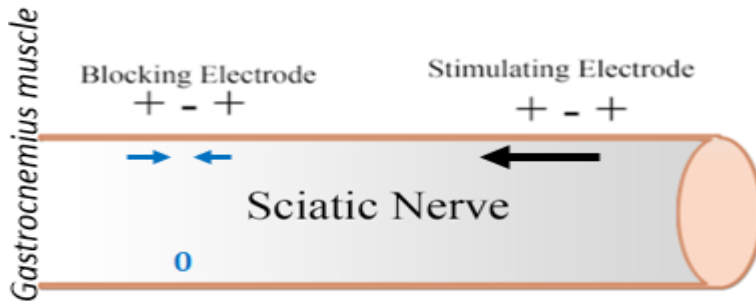 Gastrocnemius muscle
Blocking Electrode
+ - +
Stimulating Electrode
+ - +
Sciatic Nerve
0